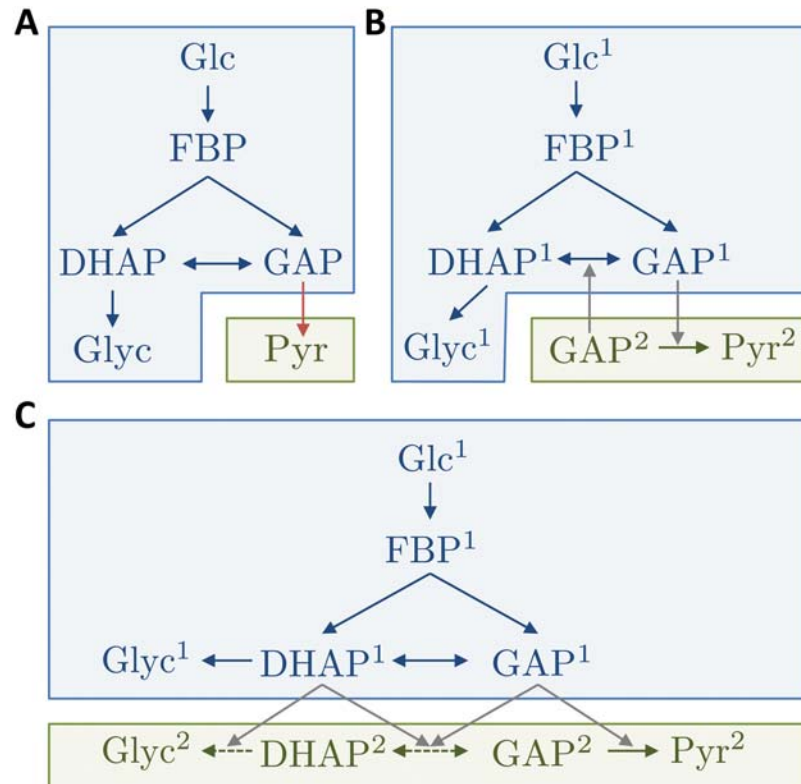 A
Glc
FBP
DHAP GAP
Glyc Pyr
B
Glc¹
FBP¹
DHAP¹ GAP¹
Glyc¹ GAP² Pyr²
C
Glc¹
FBP¹
Glyc¹ DHAP¹ GAP¹
Glyc² DHAP² GAP² Pyr²